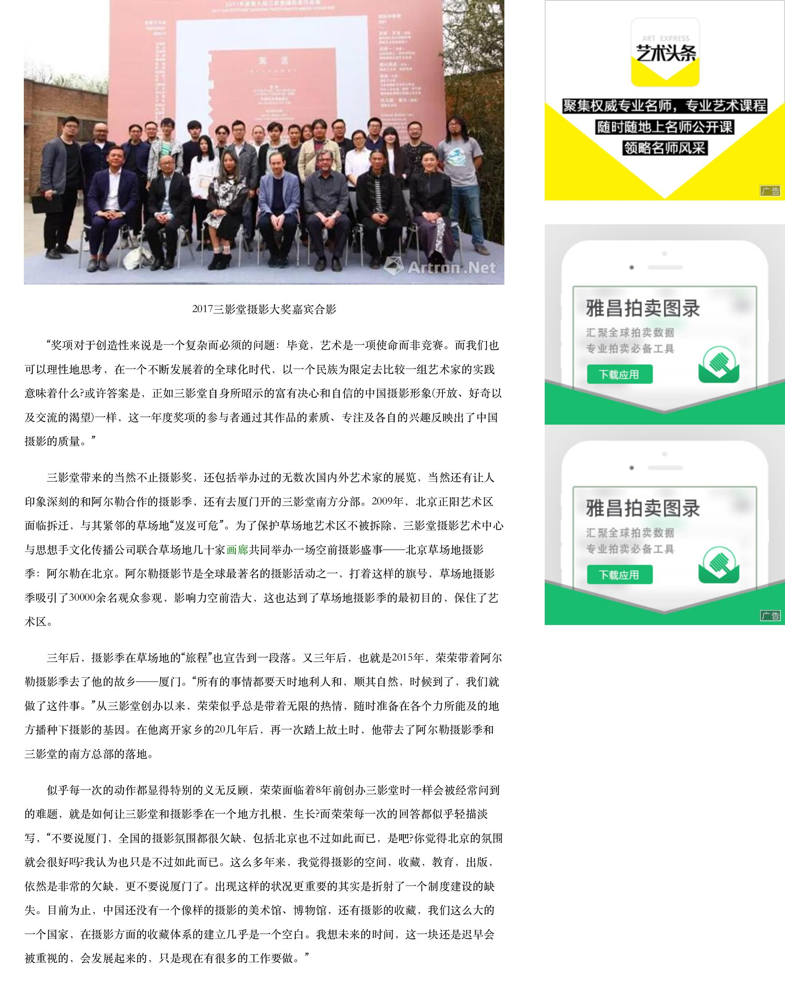 2017三影堂摄影大奖嘉宾合影
“奖项对于创造性来说是一个复杂而必须的问题：毕竟，艺术是一项使命而非竞赛。而我们也
可以理性地思考，在一个不断发展着的全球化时代，以一个民族为限定去比较一组艺术家的实践
意味着什么?或许答案是，正如三影堂自身所昭示的富有决心和自信的中国摄影形象(开放、好奇以
及交流的渴望)一样，这一年度奖项的参与者通过其作品的素质、专注及各自的兴趣反映出了中国
摄影的质量。”
三影堂带来的当然不止摄影奖，还包括举办过的无数次国内外艺术家的展览，当然还有让人
印象深刻的和阿尔勒合作的摄影季，还有去厦门开的三影堂南方分部。2009年，北京正阳艺术区
面临拆迁，与其紧邻的草场地“岌岌可危”。为了保护草场地艺术区不被拆除，三影堂摄影艺术中心
与思想手文化传播公司联合草场地几十家画廊共同举办一场空前摄影盛事——北京草场地摄影
季：阿尔勒在北京。阿尔勒摄影节是全球最著名的摄影活动之一，打着这样的旗号，草场地摄影
季吸引了30000余名观众参观，影响力空前浩大，这也达到了草场地摄影季的最初目的，保住了艺
术区。
三年后，摄影季在草场地的“旅程”也宣告到一段落。又三年后，也就是2015年，荣荣带着阿尔
勒摄影季去了他的故乡——厦门。“所有的事情都要天时地利人和，顺其自然，时候到了，我们就
做了这件事。”从三影堂创办以来，荣荣似乎总是带着无限的热情，随时准备在各个力所能及的地
方播种下摄影的基因。在他离开家乡的20几年后，再一次踏上故土时，他带去了阿尔勒摄影季和
三影堂的南方总部的落地。
似乎每一次的动作都显得特别的义无反顾，荣荣面临着8年前创办三影堂时一样会被经常问到
的难题，就是如何让三影堂和摄影季在一个地方扎根，生长?而荣荣每一次的回答都似乎轻描淡
写，“不要说厦门，全国的摄影氛围都很欠缺，包括北京也不过如此而已，是吧?你觉得北京的氛围
就会很好吗?我认为也只是不过如此而已。这么多年来，我觉得摄影的空间，收藏，教育，出版，
依然是非常的欠缺，更不要说厦门了。出现这样的状况更重要的其实是折射了一个制度建设的缺
失。目前为止，中国还没有一个像样的摄影的美术馆、博物馆，还有摄影的收藏，我们这么大的
一个国家，在摄影方面的收藏体系的建立几乎是一个空白。我想未来的时间，这一块还是迟早会
被重视的，会发展起来的，只是现在有很多的工作要做。”
寓 言
Artron.Net
ART EXPRESS
艺术头条
聚集权威专业名师，专业艺术课程
随时随地上名师公开课
领略名师风采
广告
雅昌拍卖图录
汇聚全球拍卖数据
专业拍卖必备工具
下载应用
雅昌拍卖图录
汇聚全球拍卖数据
专业拍卖必备工具
下载应用
广告